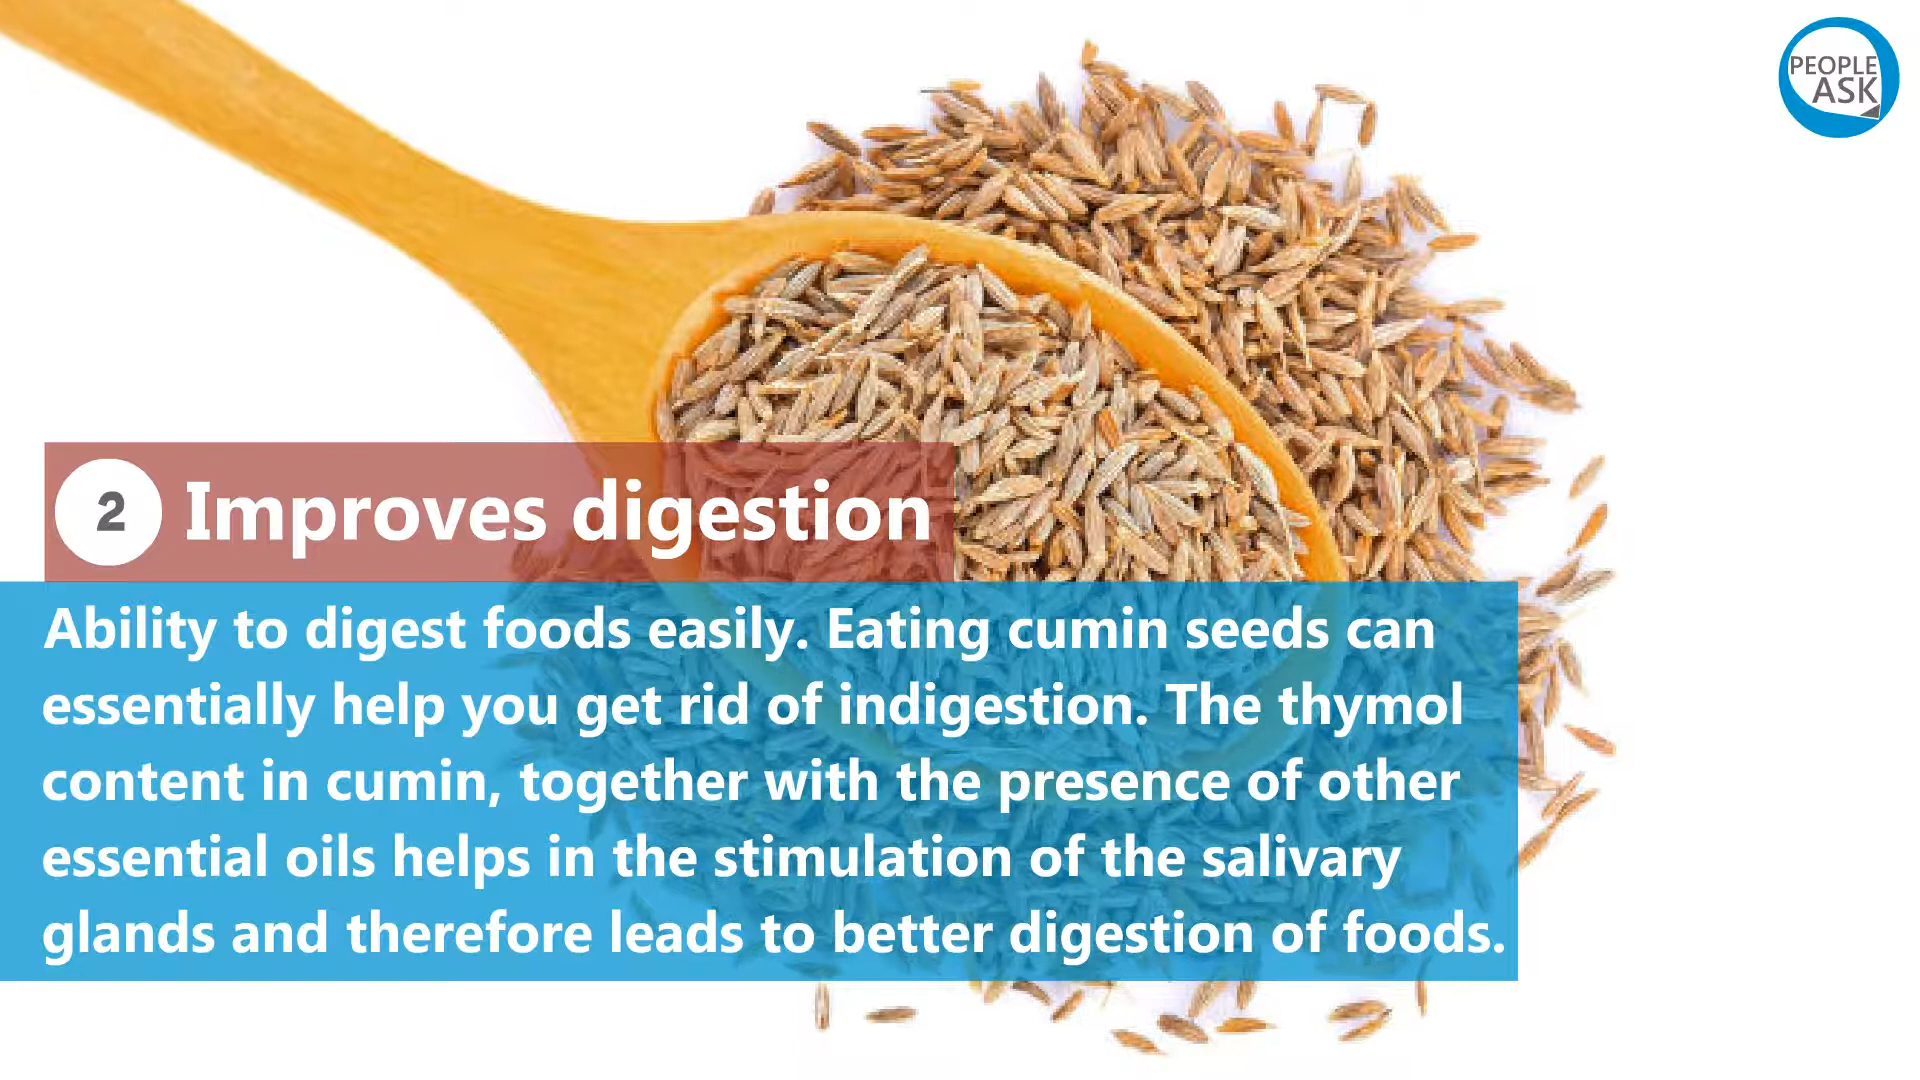 PEOPLE
ASK
2 Improves digestion
Ability to digest foods easily. Eating cumin seeds can
essentially help you get rid of indigestion. The thymol
content in cumin, together with the presence of other
essential oils helps in the stimulation of the salivary
glands and therefore leads to better digestion of foods.